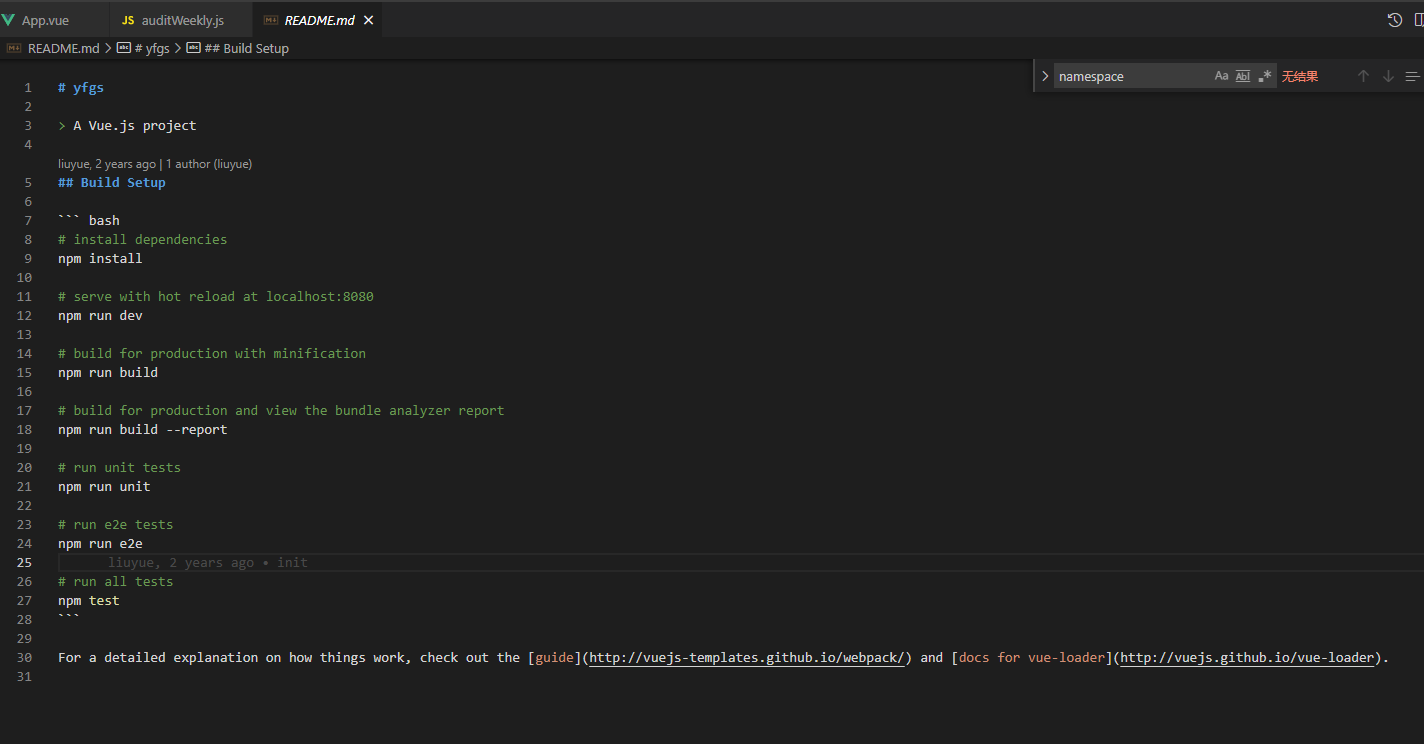 App.vue
JS auditWeekly.js
README.md
README.md > # yfgs > ## Build Setup
namespace
Aa Abl .* 无结果
1 # yfgs
2
3 > A Vue.js project
4
liuyue, 2 years ago | 1 author (liuyue)
5 ## Build Setup
6
7 ``` bash
8 # install dependencies
9 npm install
10
11 # serve with hot reload at localhost:8080
12 npm run dev
13
14 # build for production with minification
15 npm run build
16
17 # build for production and view the bundle analyzer report
18 npm run build --report
19
20 # run unit tests
21 npm run unit
22
23 # run e2e tests
24 npm run e2e
25 liuyue, 2 years ago • init
26 # run all tests
27 npm test
28 ```
29
30 For a detailed explanation on how things work, check out the [guide](http://vuejs-templates.github.io/webpack/) and [docs for vue-loader](http://vuejs.github.io/vue-loader).
31